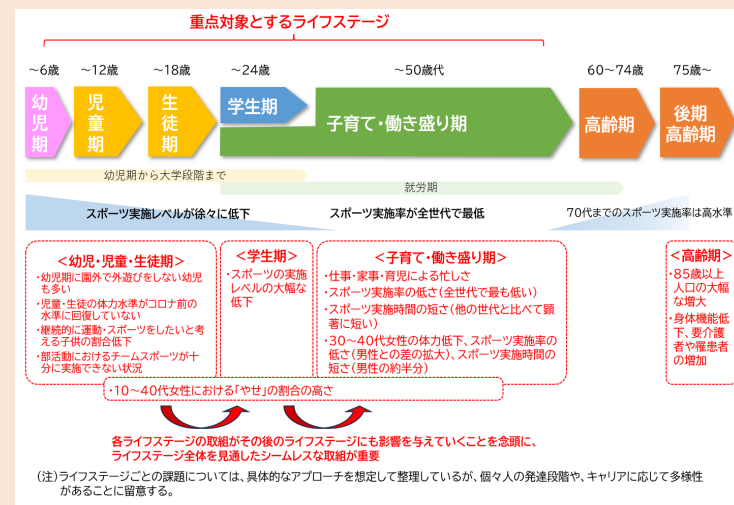 重点対象とするライフステージ
～6歳
～12歳
～18歳
～24歳
～50歳代
60～74歳
75歳～
幼児期
児童期
生徒期
学生期
子育て・働き盛り期
高齢期
後期
高齢期
幼児期から大学段階まで
就労期
スポーツ実施レベルが徐々に低下
スポーツ実施率が全世代で最低
70代までのスポーツ実施率は高水準
＜幼児・児童・生徒期＞
・幼児期に園外で外遊びをしない幼児
も多い
・児童・生徒の体力水準がコロナ前の
水準に回復していない
・継続的に運動・スポーツをしたいと考
える子供の割合低下
・部活動におけるチームスポーツが十
分に実施できない状況
＜学生期＞
・スポーツの実施
レベルの大幅な
低下
＜子育て・働き盛り期＞
・仕事・家事・育児による忙しさ
・スポーツ実施率の低さ(全世代で最も低い)
・スポーツ実施時間の短さ(他の世代と比べて顕
著に短い)
・30～40代女性の体力低下、スポーツ実施率の
低さ(男性との差の拡大)、スポーツ実施時間の
短さ(男性の約半分)
＜高齢期＞
・85歳以上
人口の大幅
な増大
・身体機能低
下、要介護
者や罹患者
の増加
・10～40代女性における「やせ」の割合の高さ
各ライフステージの取組がその後のライフステージにも影響を与えていくことを念頭に、
ライフステージ全体を見通したシームレスな取組が重要
(注)ライフステージごとの課題については、具体的なアプローチを想定して整理しているが、個々人の発達段階や、キャリアに応じて多様性
があることに留意する。